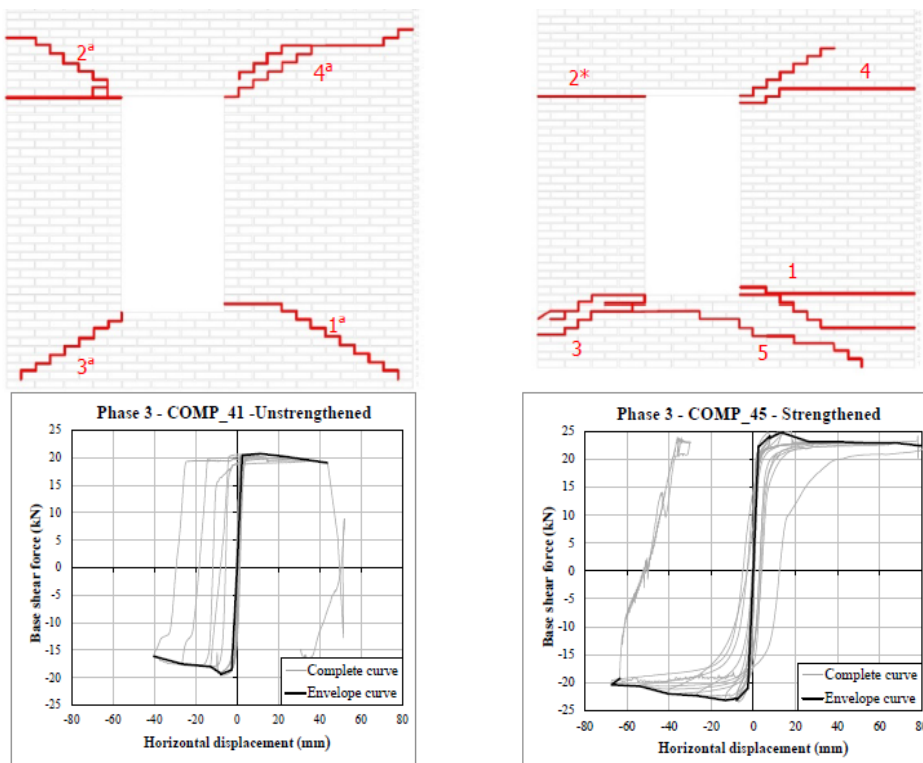 2ª
4ª
3ª
1ª
2*
4
1
3
5
Phase 3 - COMP_41 -Unstrengthened
Base shear force (kN)
25
20
15
10
5
0
-5
-10
-15
-20
-25
-80 -60 -40 -20 0 20 40 60 80
Horizontal displacement (mm)
Complete curve
Envelope curve
Phase 3 - COMP_45 - Strengthened
Base shear force (kN)
25
20
15
10
5
0
-5
-10
-15
-20
-25
-80 -60 -40 -20 0 20 40 60 80
Horizontal displacement (mm)
Complete curve
Envelope curve